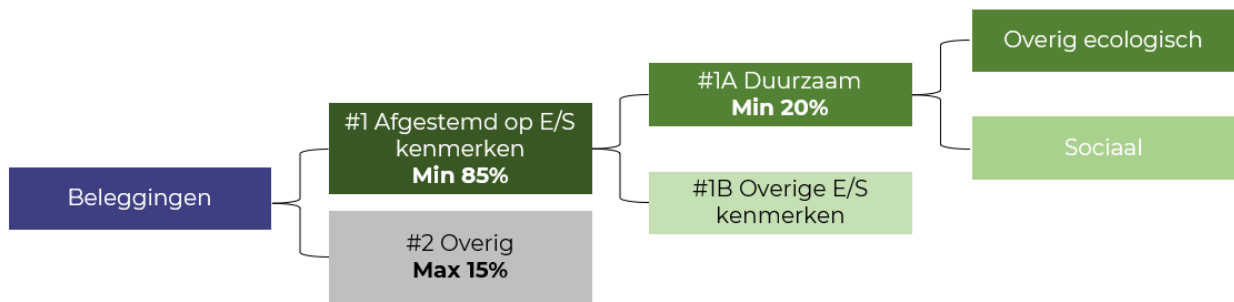 Beleggingen
#1 Afgestemd op E/S
kenmerken
Min 85%
#2 Overig
Max 15%
#1A Duurzaam
Min 20%
#1B Overige E/S
kenmerken
Overig ecologisch
Sociaal